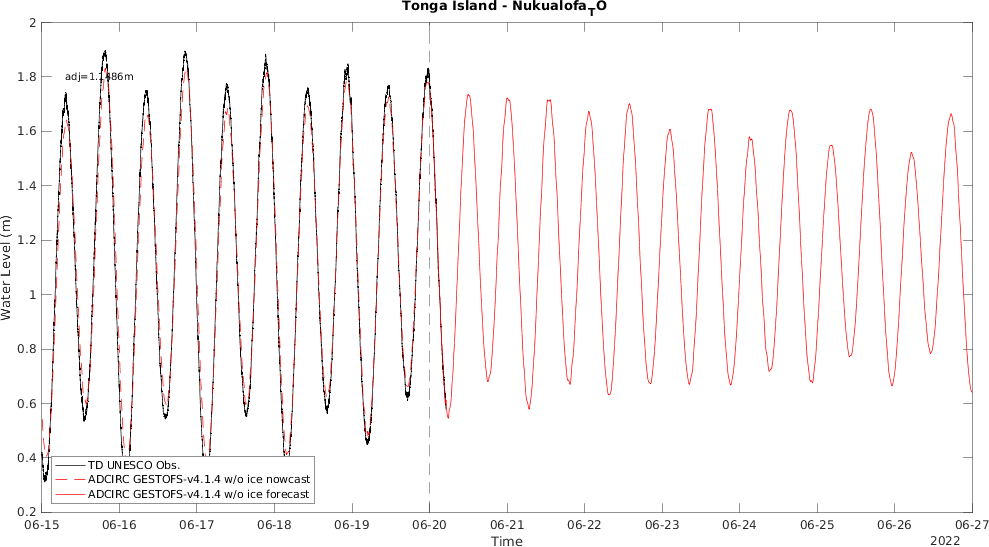 Tonga Island - Nukualofa_TO
2
1.8
1.6
1.4
1.2
1
0.8
0.6
0.4
0.2
Water Level (m)
TD UNESCO Obs.
ADCIRC GESTOFS-v4.1.4 w/o ice nowcast
ADCIRC GESTOFS-v4.1.4 w/o ice forecast
06-15 06-16 06-17 06-18 06-19 06-20 06-21 06-22 06-23 06-24 06-25 06-26 06-27
Time
2022